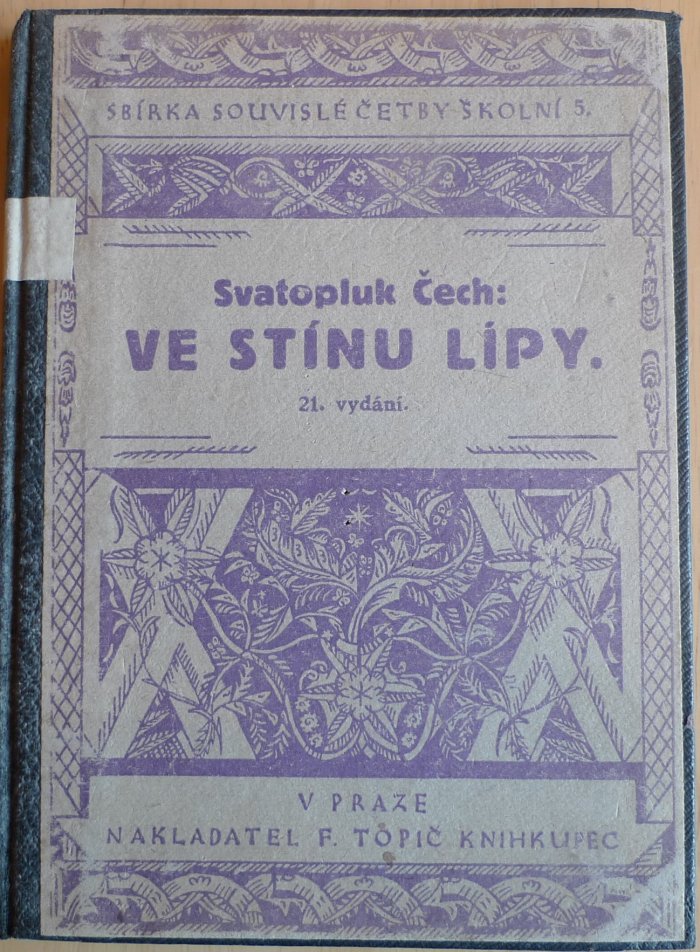 SBÍRKA SOUVISLÉ ČETBY ŠKOLNÍ 5.
Svatopluk Čech:
VE STÍNU LÍPY.
21. vydání.
V PRAZE
NAKLADATEL F. TOPIČ KNIHKUPEC